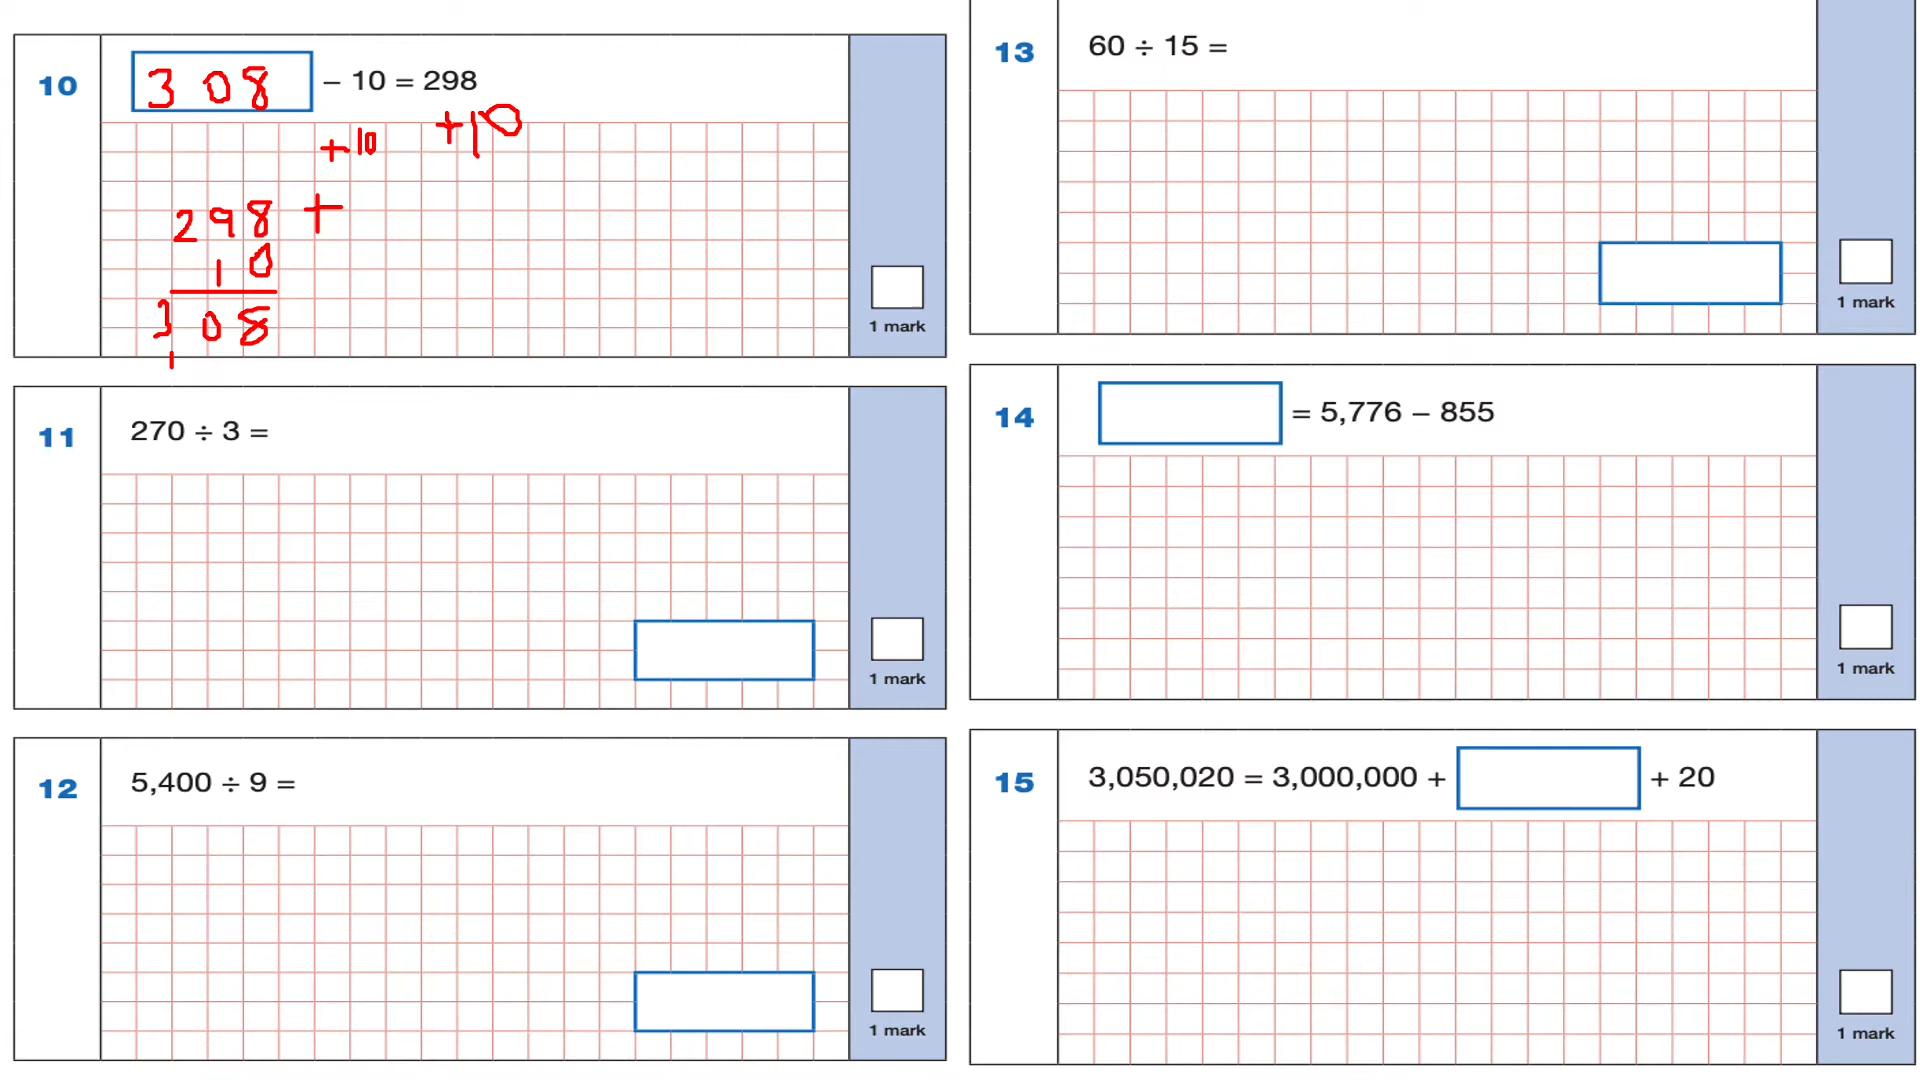 10
308 – 10 = 298
+10 +10
298 +
10
308
1
1 mark
11
270 ÷ 3 =
1 mark
12
5,400 ÷ 9 =
1 mark
13
60 ÷ 15 =
1 mark
14
= 5,776 – 855
1 mark
15
3,050,020 = 3,000,000 + + 20
1 mark